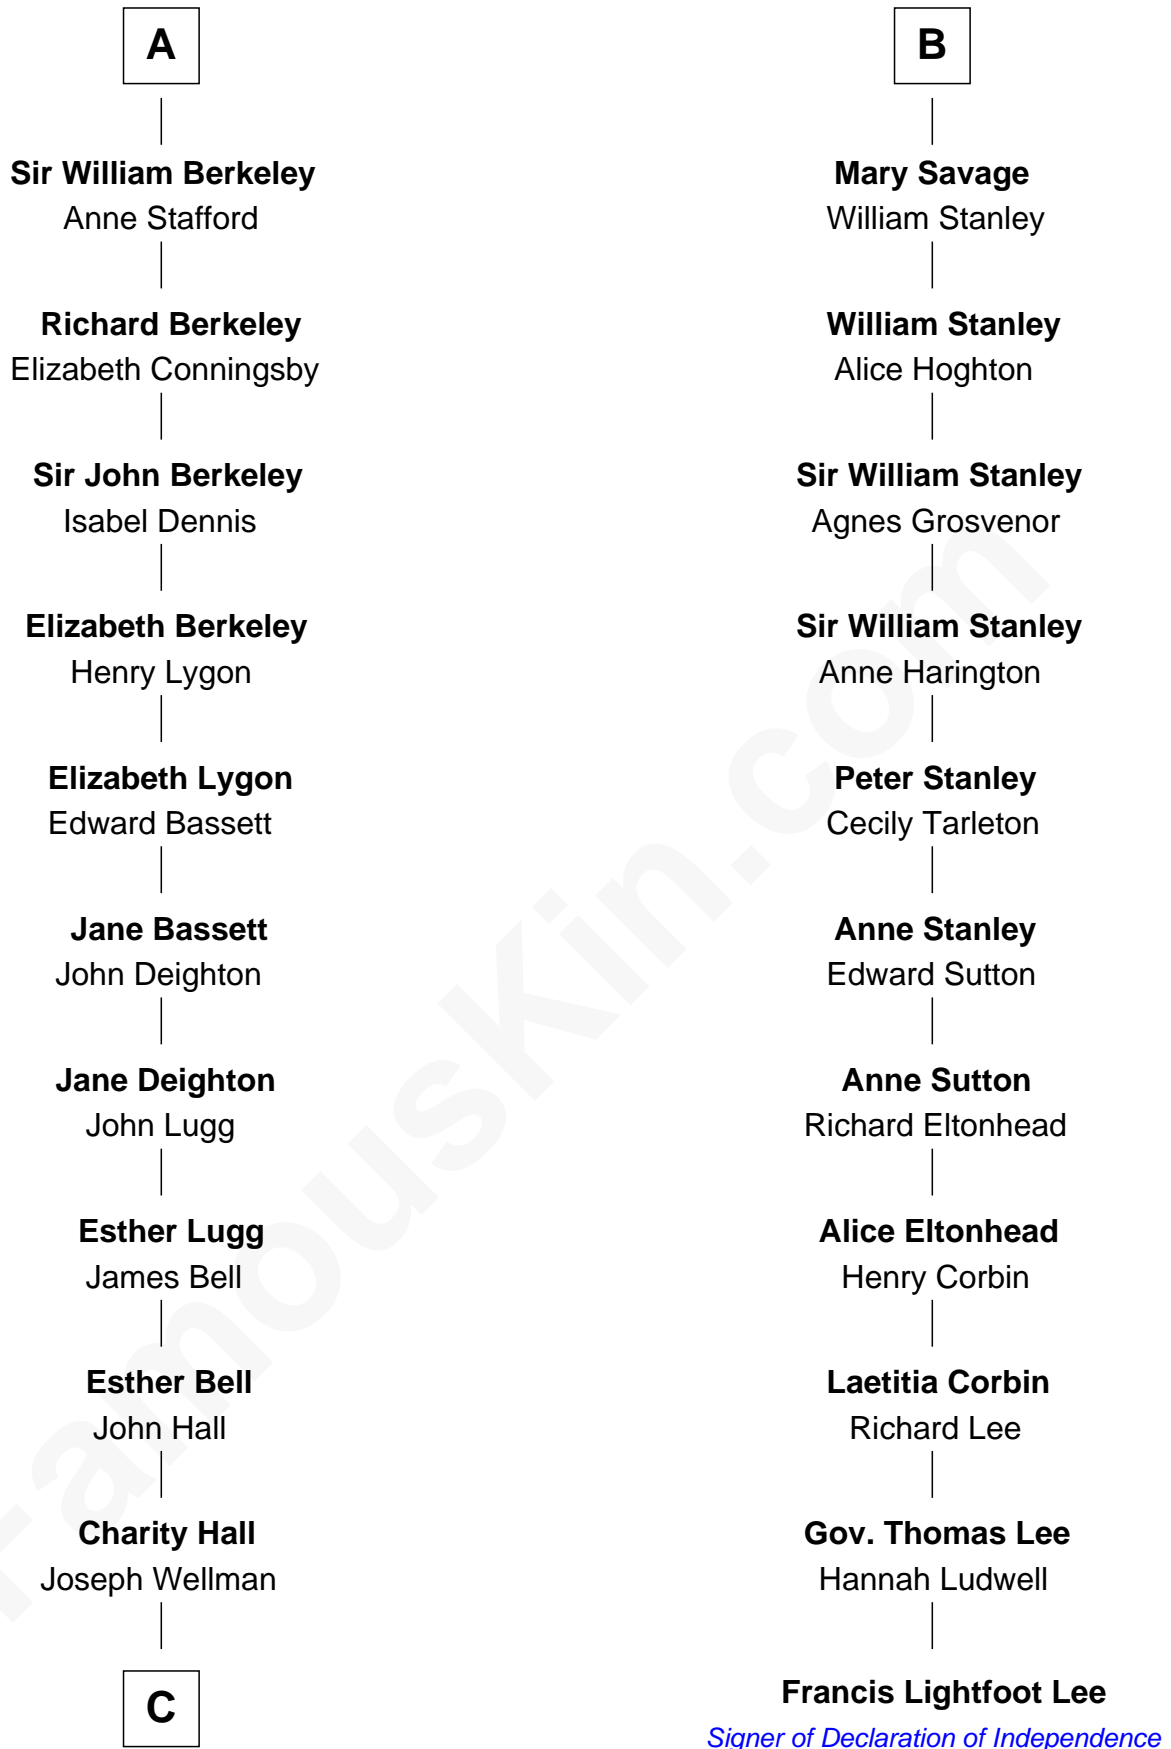 A
Sir William Berkeley
Anne Stafford
Richard Berkeley
Elizabeth Conningsby
Sir John Berkeley
Isabel Dennis
Elizabeth Berkeley
Henry Lygon
Elizabeth Lygon
Edward Bassett
Jane Bassett
John Deighton
Jane Deighton
John Lugg
Esther Lugg
James Bell
Esther Bell
John Hall
Charity Hall
Joseph Wellman
C
B
Mary Savage
William Stanley
William Stanley
Alice Hoghton
Sir William Stanley
Agnes Grosvenor
Sir William Stanley
Anne Harington
Peter Stanley
Cecily Tarleton
Anne Stanley
Edward Sutton
Anne Sutton
Richard Eltonhead
Alice Eltonhead
Henry Corbin
Laetitia Corbin
Richard Lee
Gov. Thomas Lee
Hannah Ludwell
Francis Lightfoot Lee
Signer of Declaration of Independence
FamousKin.com